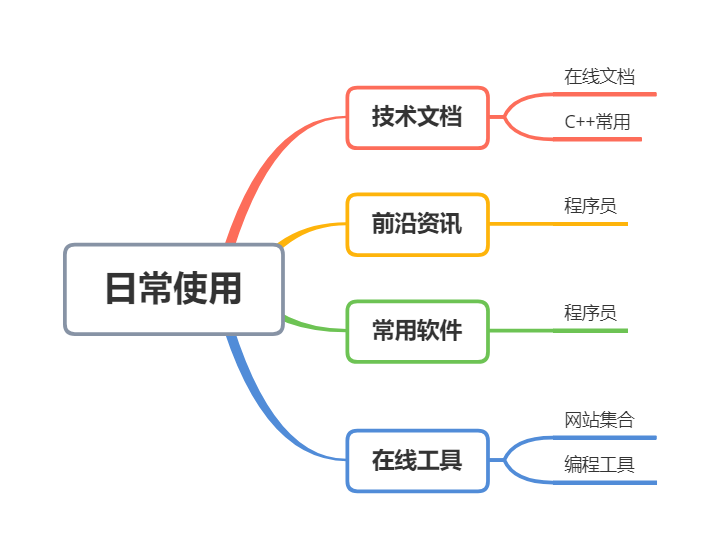 日常使用
技术文档
在线文档
C++常用
前沿资讯
程序员
常用软件
程序员
在线工具
网站集合
编程工具